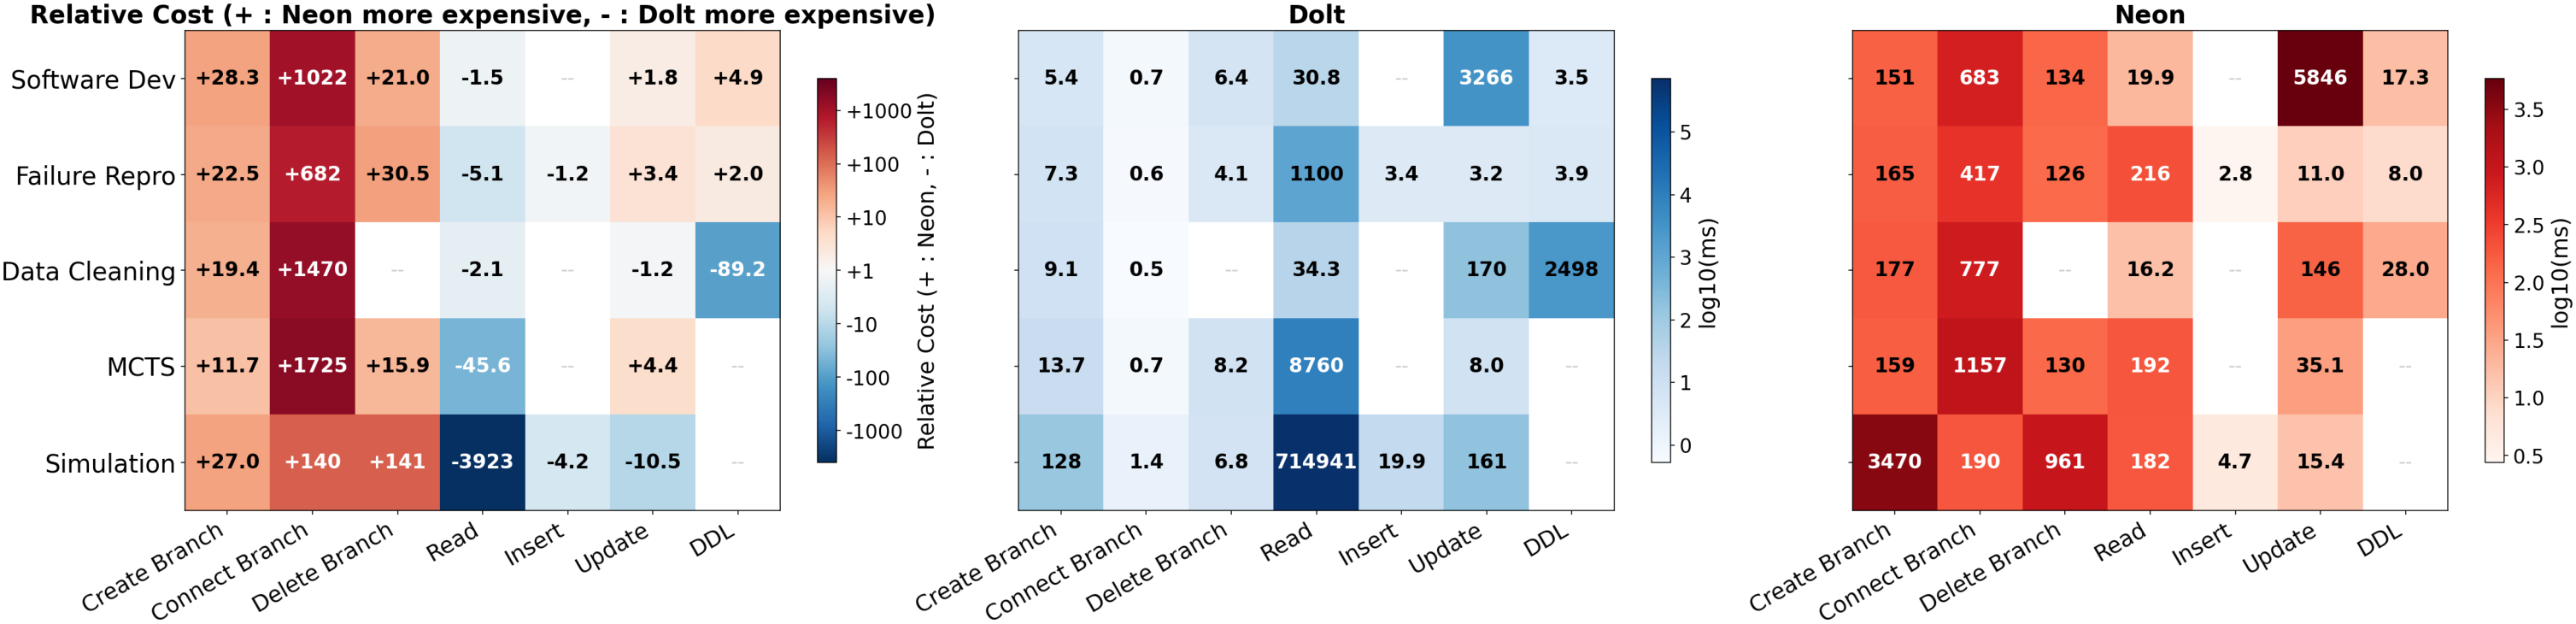 Relative Cost (+ : Neon more expensive, - : Dolt more expensive)
Software Dev +28.3 +1022 +21.0 -1.5 -- +1.8 +4.9
Failure Repro +22.5 +682 +30.5 -5.1 -1.2 +3.4 +2.0
Data Cleaning +19.4 +1470 -- -2.1 -- -1.2 -89.2
MCTS +11.7 +1725 +15.9 -45.6 -- +4.4 --
Simulation +27.0 +140 +141 -3923 -4.2 -10.5 --
Create Branch
Connect Branch
Delete Branch
Read
Insert
Update
DDL
+1000
+100
+10
+1
-10
-100
-1000
Relative Cost (+ : Neon, - : Dolt)
Dolt
5.4 0.7 6.4 30.8 -- 3266 3.5
7.3 0.6 4.1 1100 3.4 3.2 3.9
9.1 0.5 -- 34.3 -- 170 2498
13.7 0.7 8.2 8760 -- 8.0 --
128 1.4 6.8 714941 19.9 161 --
Create Branch
Connect Branch
Delete Branch
Read
Insert
Update
DDL
5
4
3
2
1
0
log10(ms)
Neon
151 683 134 19.9 -- 5846 17.3
165 417 126 216 2.8 11.0 8.0
177 777 -- 16.2 -- 146 28.0
159 1157 130 192 -- 35.1 --
3470 190 961 182 4.7 15.4 --
Create Branch
Connect Branch
Delete Branch
Read
Insert
Update
DDL
3.5
3.0
2.5
2.0
1.5
1.0
0.5
log10(ms)